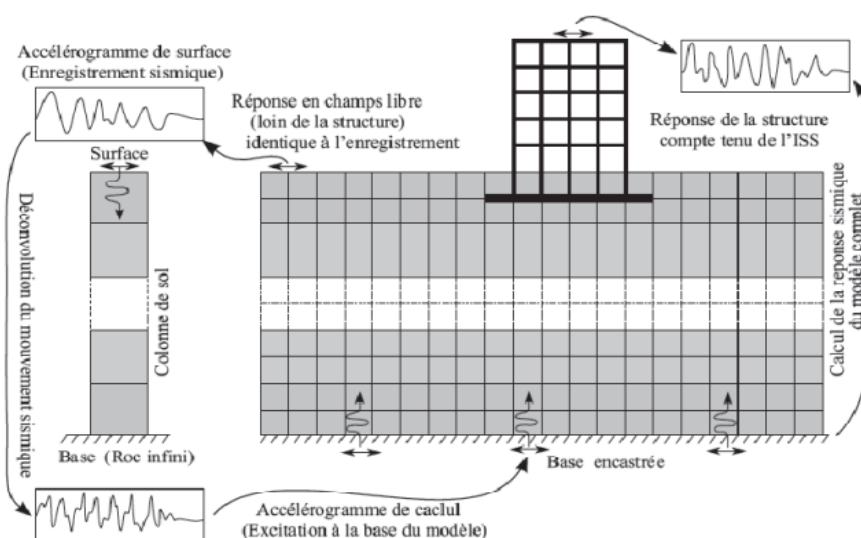 Accélérogramme de surface
(Enregistrement sismique)
Réponse en champs libre
(loin de la structure)
identique à l'enregistrement
Réponse de la structure
compte tenu de l'ISS
Surface
Déconvolution du mouvement sismique
Colonne de sol
Calcul de la reponse sismique
du modèle complet
Base (Roc infini)
Base encastrée
Accélérogramme de caclul
(Excitation à la base du modèle)